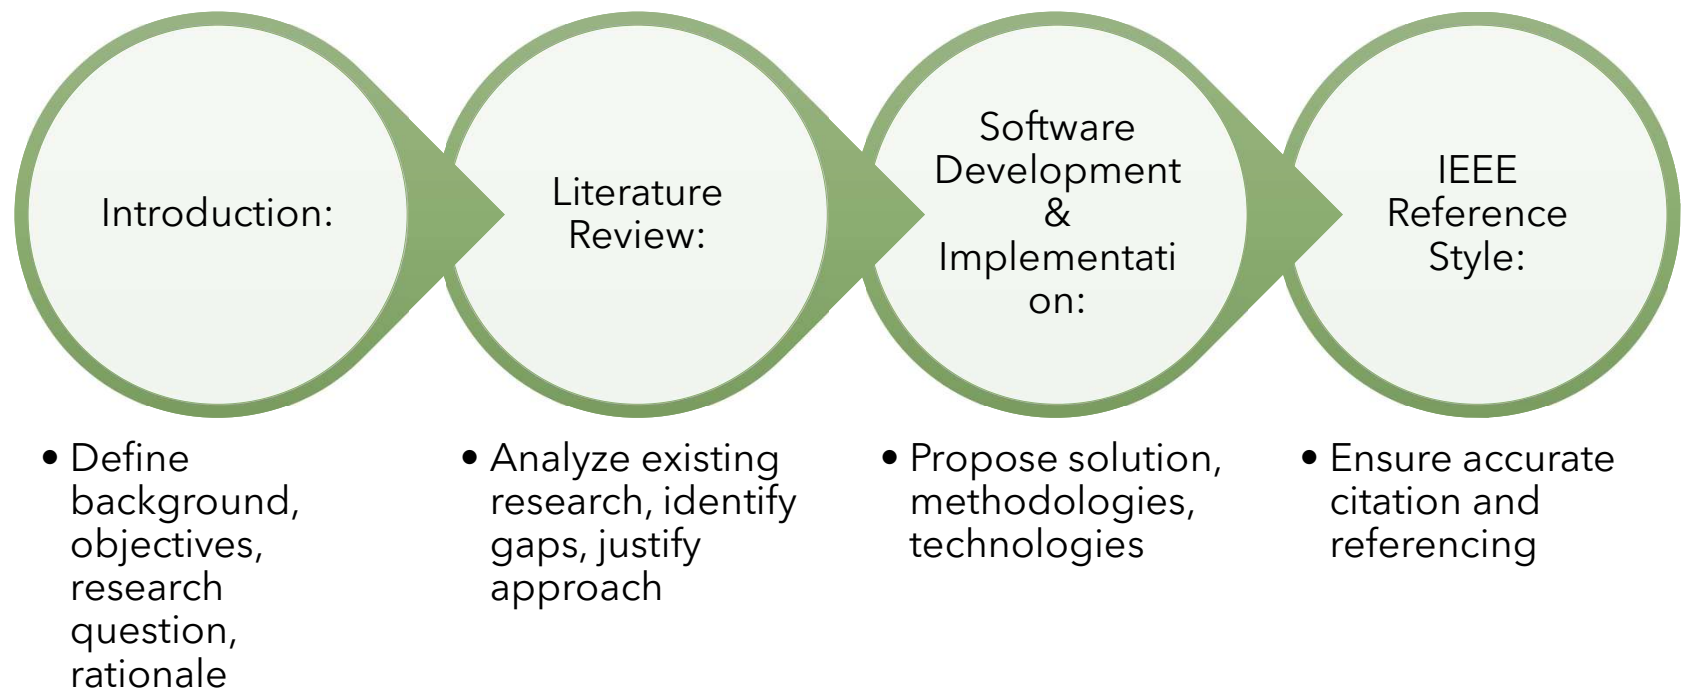 Introduction:
• Define
background,
objectives,
research
question,
rationale
Literature
Review:
• Analyze existing
research, identify
gaps, justify
approach
Software
Development
&
Implementati
on:
• Propose solution,
methodologies,
technologies
IEEE
Reference
Style:
• Ensure accurate
citation and
referencing